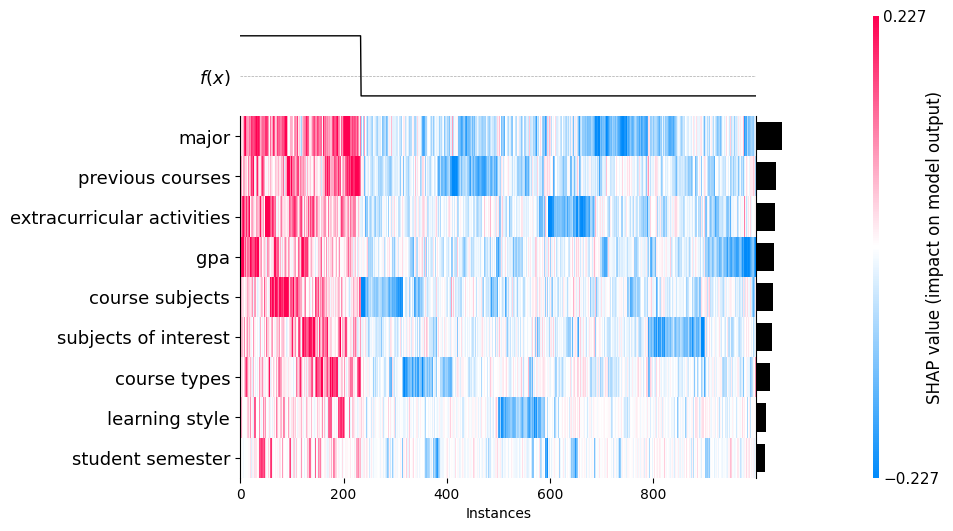 0.227
f(x)
major
previous courses
extracurricular activities
gpa
course subjects
subjects of interest
course types
learning style
student semester
SHAP value (impact on model output)
−0.227
0 200 400 600 800
Instances